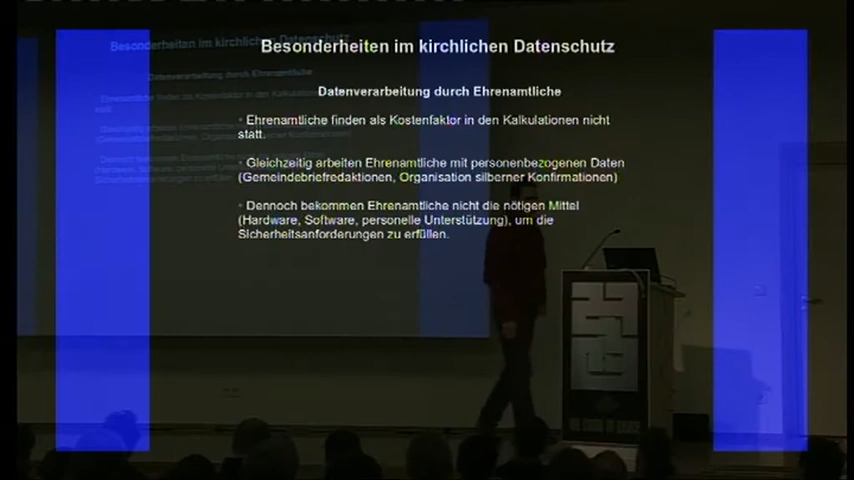 Besonderheiten im kirchlichen Datenschutz
Datenverarbeitung durch Ehrenamtliche
• Ehrenamtliche finden als Kostenfaktor in den Kalkulationen nicht
statt.
• Gleichzeitig arbeiten Ehrenamtliche mit personenbezogenen Daten
(Gemeindebriefredaktionen, Organisation silberner Konfirmationen)
• Dennoch bekommen Ehrenamtliche nicht die nötigen Mittel
(Hardware, Software, personelle Unterstützung), um die
Sicherheitsanforderungen zu erfüllen.